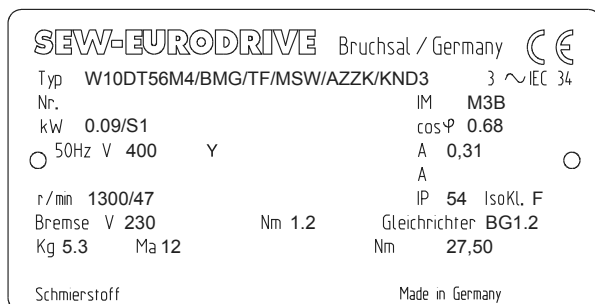 SEW-EURODRIVE Bruchsal / Germany CE
Typ W10DT56M4/BMG/TF/MSW/AZZK/KND3 3 ~ IEC 34
Nr. IM M3B
kW 0.09/S1 cosφ 0.68
50Hz V 400 Y A 0,31
A
r/min 1300/47 IP 54 IsoKl. F
Bremse V 230 Nm 1.2 Gleichrichter BG1.2
Kg 5.3 Ma 12 Nm 27,50
Schmierstoff Made in Germany